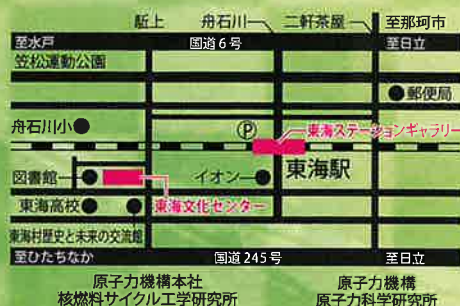 駈上 舟石川 二軒茶屋 至那珂市
至水戸 国道6号 至日立
笠松運動公園
郵便局
舟石川小 Ⓟ 東海ステーションギャラリー
図書館 イオン 東海駅
東海高校 東海文化センター
東海村歴史と未来の交流館
至ひたちなか 国道245号 至日立
原子力機構本社 原子力機構
核燃料サイクル工学研究所 原子力科学研究所